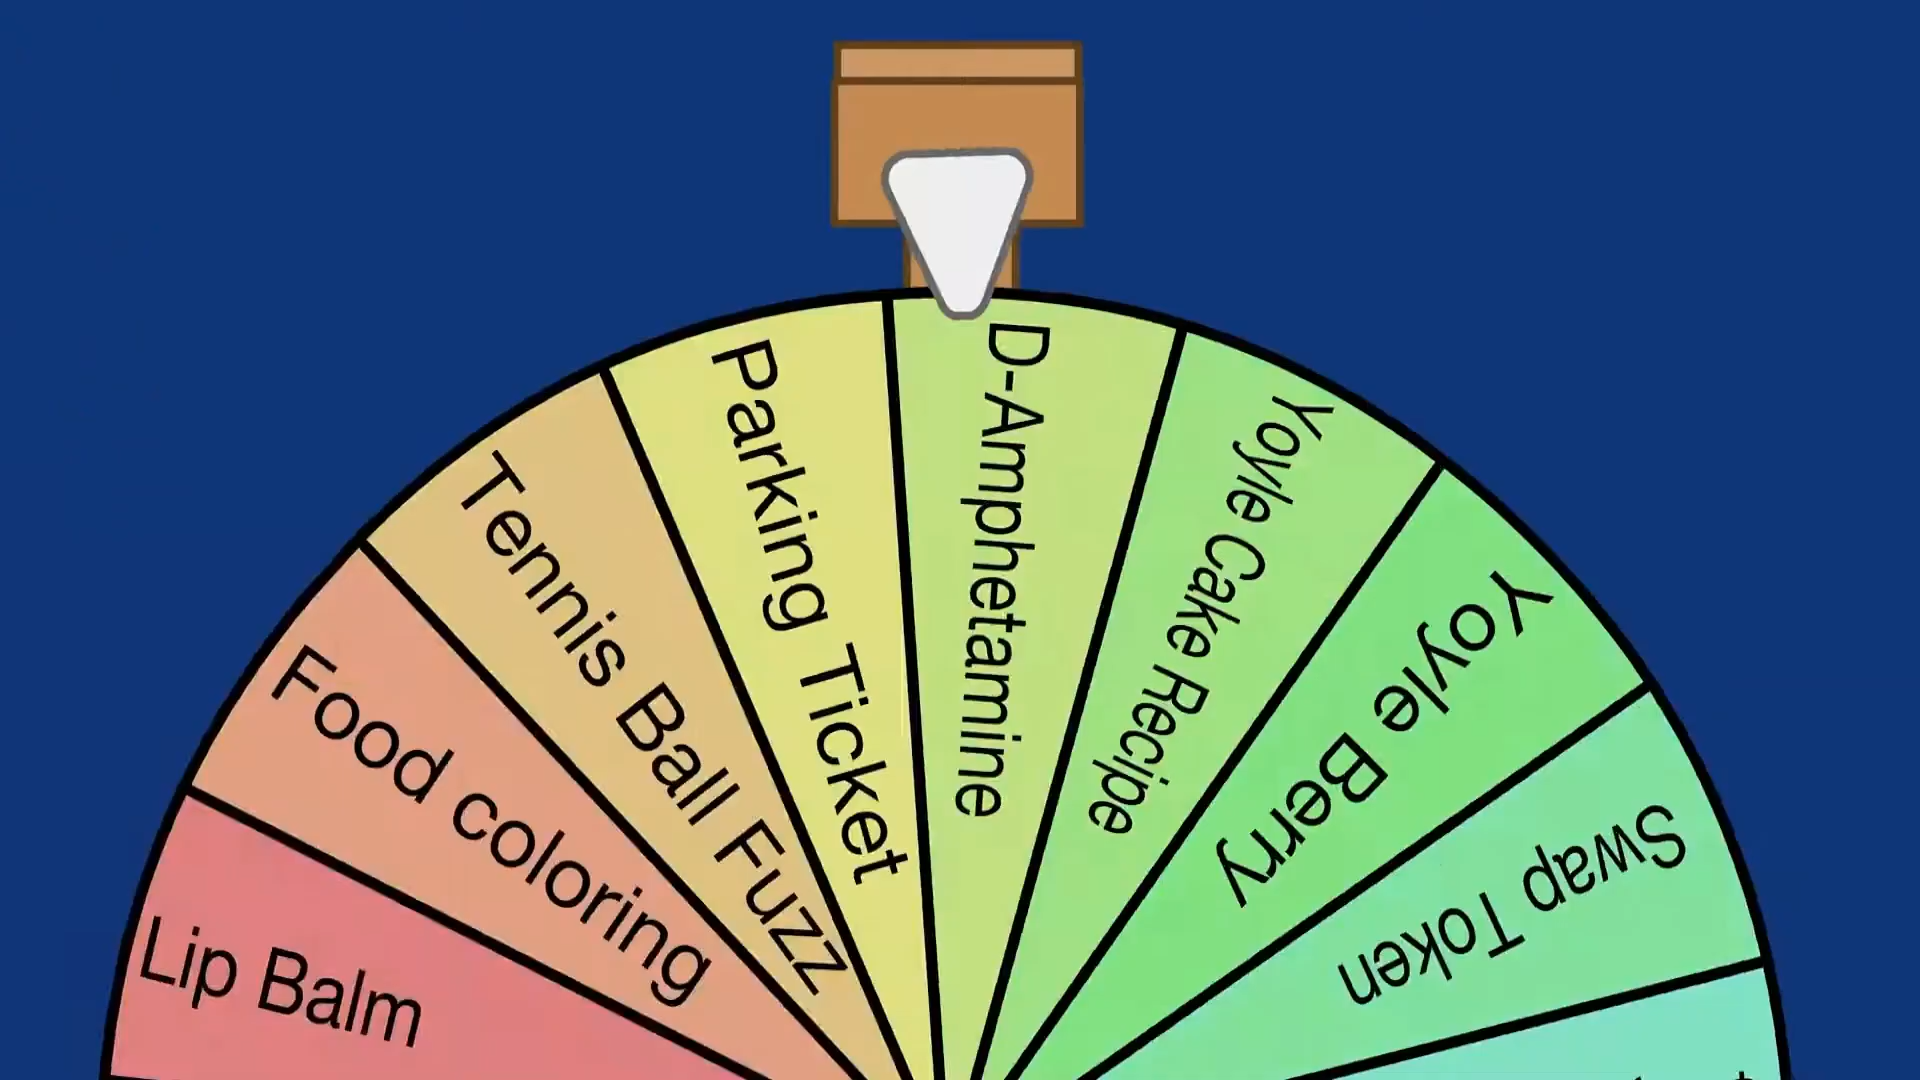 Lip Balm
Food coloring
Tennis Ball Fuzz
Parking Ticket
D-Amphetamine
Yoyle Cake Recipe
Yoyle Berry
Swap Token